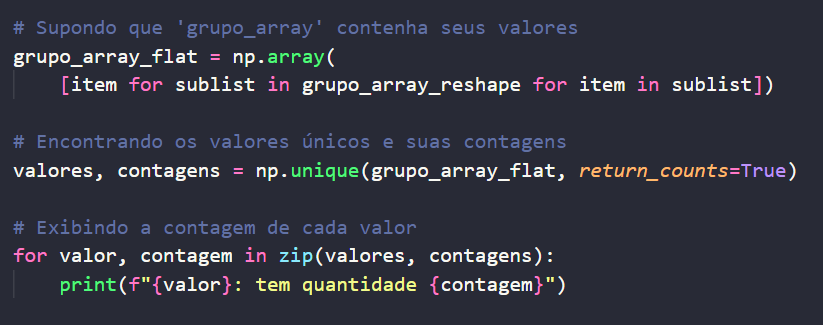 # Supondo que 'grupo_array' contenha seus valores
grupo_array_flat = np.array(
    [item for sublist in grupo_array_reshape for item in sublist])
# Encontrando os valores únicos e suas contagens
valores, contagens = np.unique(grupo_array_flat, return_counts=True)
# Exibindo a contagem de cada valor
for valor, contagem in zip(valores, contagens):
    print(f"{valor}: tem quantidade {contagem}")